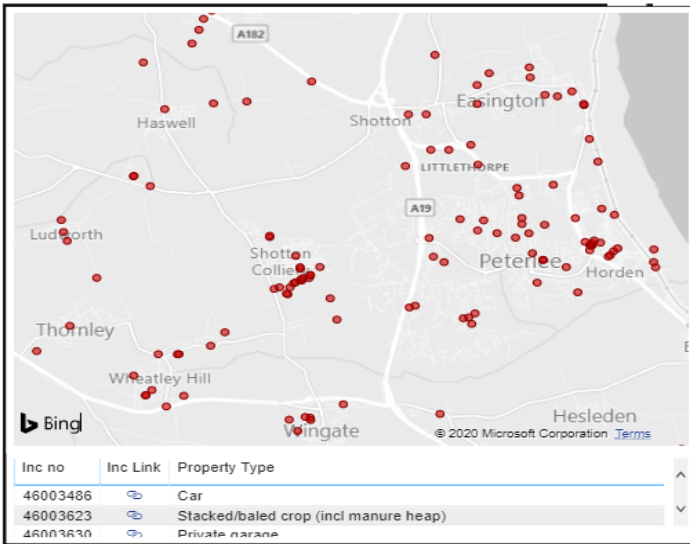 A182
Easington
Haswell
Shotton
LITTLETHORPE
A19
Ludworth
Shotton
Colliery
Peterlee
Horden
Thornley
Wheatley Hill
Hesleden
Wingate
Bing
© 2020 Microsoft Corporation Terms
Inc no Inc Link Property Type
46003486 Car
46003623 Stacked/baled crop (incl manure heap)
46003630 Private garage